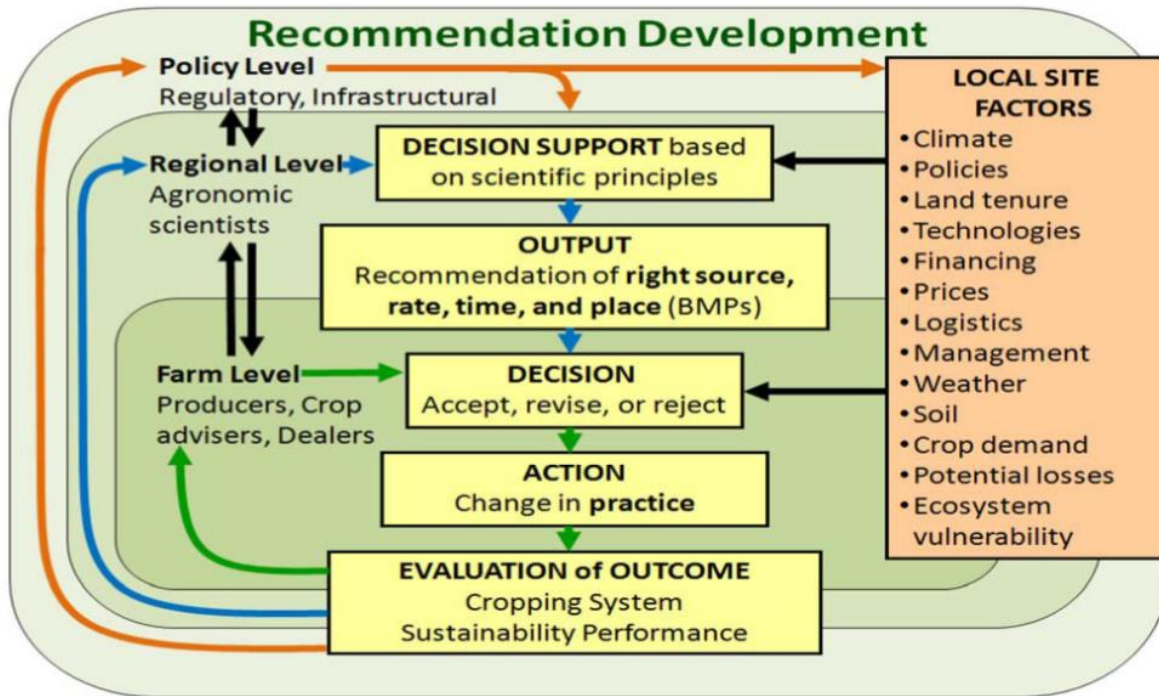 Recommendation Development
Policy Level
Regulatory, Infrastructural
Regional Level
Agronomic
scientists
Farm Level
Producers, Crop
advisers, Dealers
DECISION SUPPORT based
on scientific principles
OUTPUT
Recommendation of right source,
rate, time, and place (BMPs)
DECISION
Accept, revise, or reject
ACTION
Change in practice
EVALUATION of OUTCOME
Cropping System
Sustainability Performance
LOCAL SITE
FACTORS
•Climate
•Policies
•Land tenure
•Technologies
•Financing
•Prices
•Logistics
•Management
•Weather
•Soil
•Crop demand
•Potential losses
•Ecosystem
vulnerability